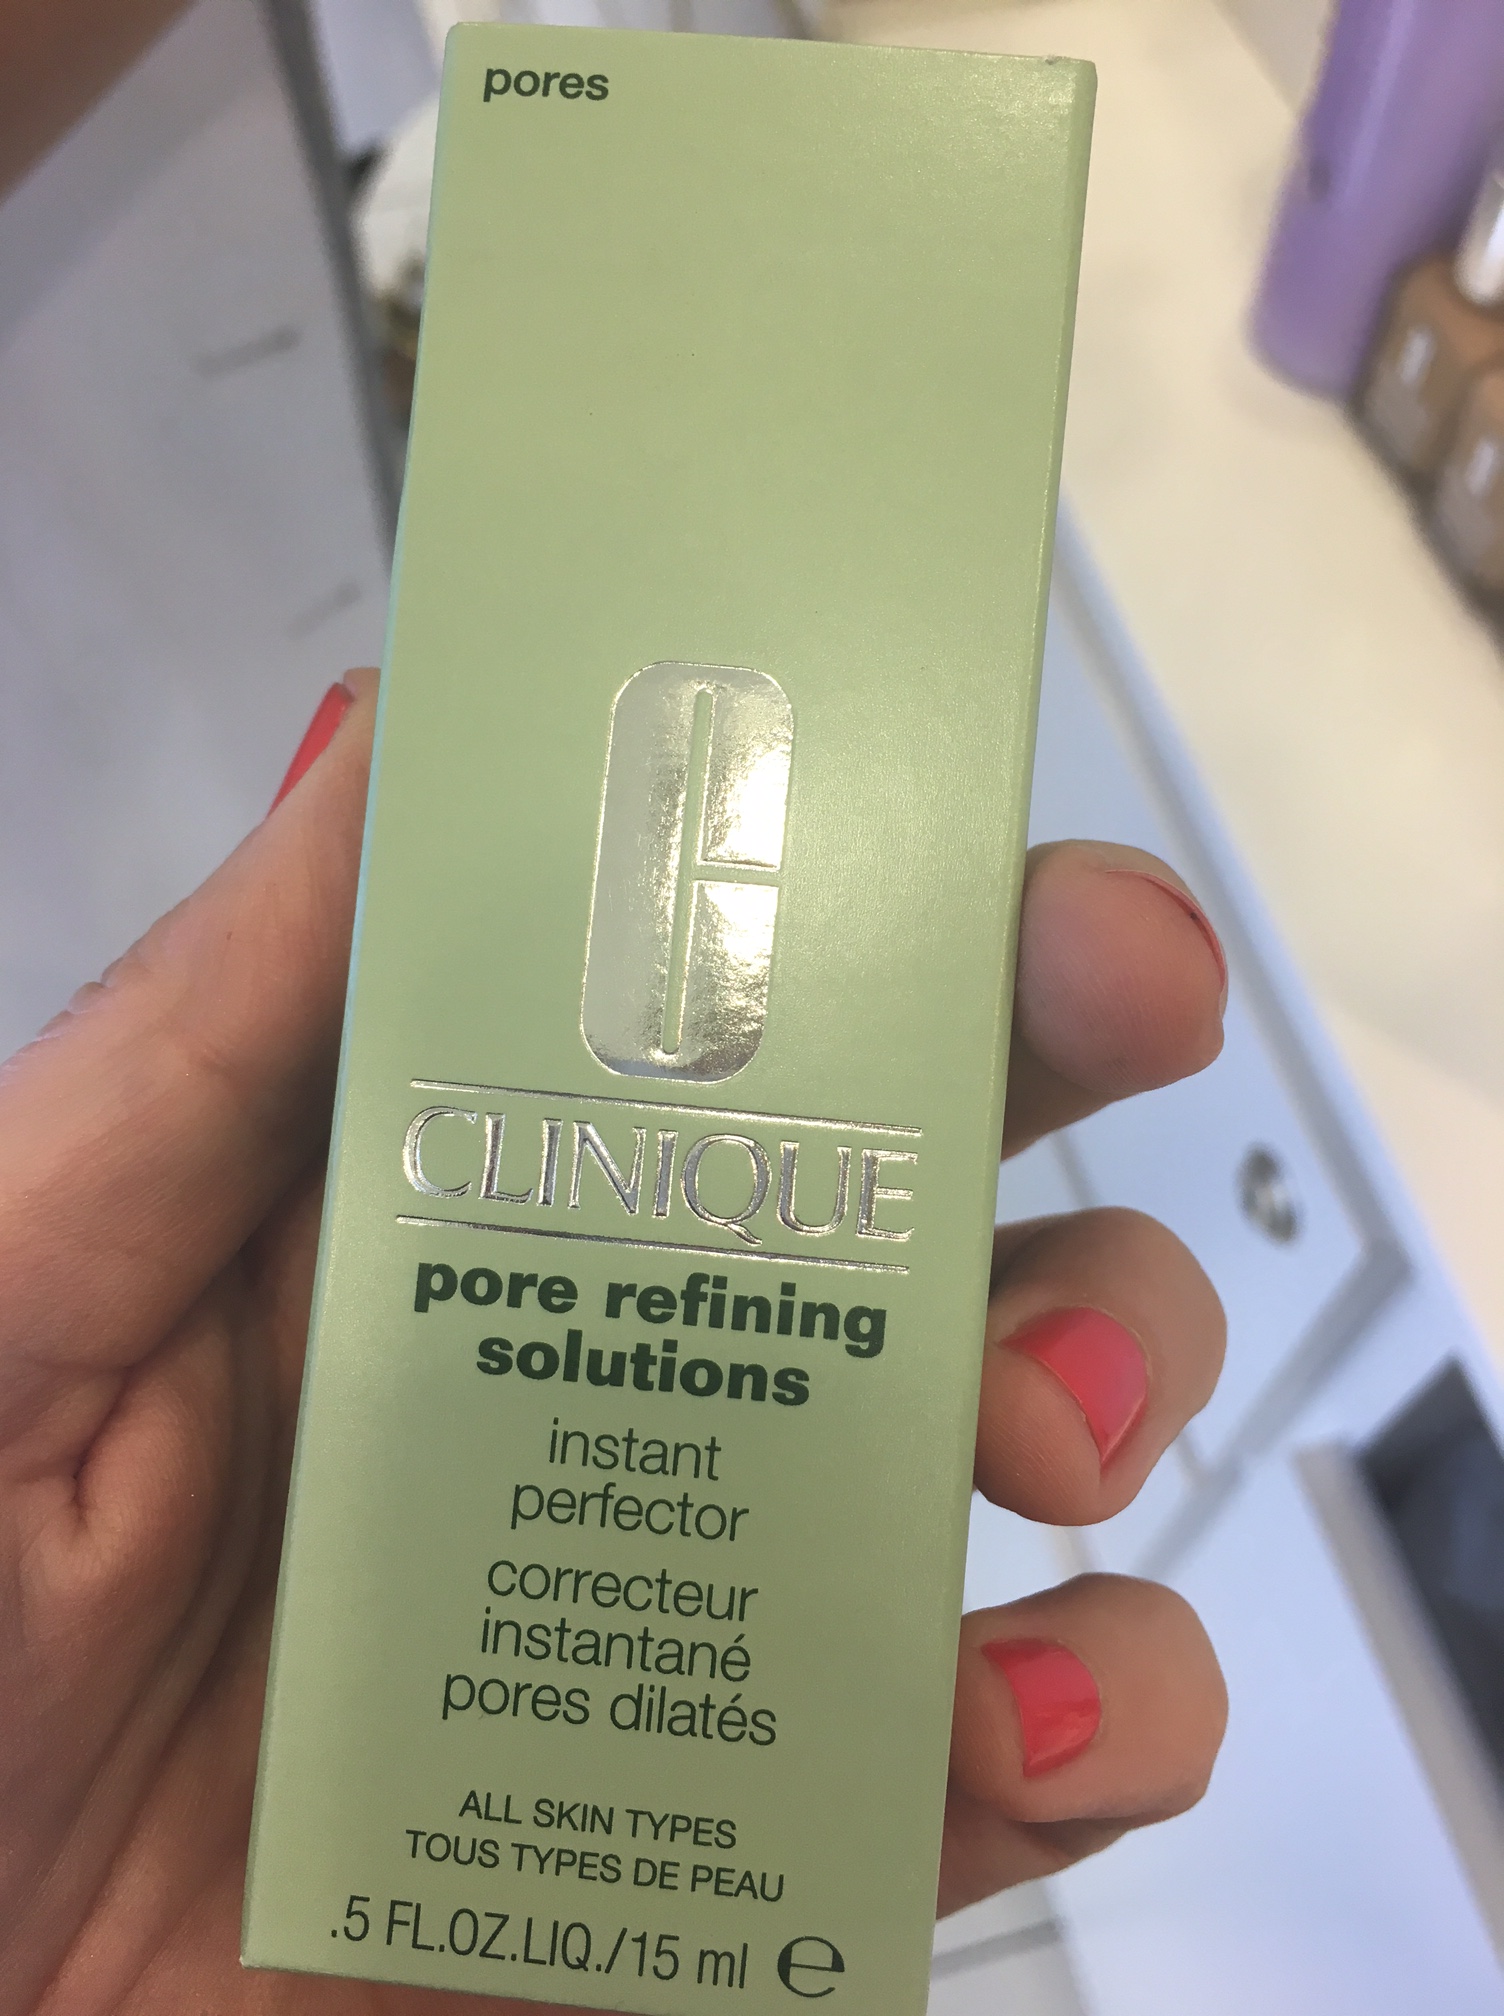 pores
CLINIQUE
pore refining
solutions
instant
perfector
correcteur
instantané
pores dilatés
ALL SKIN TYPES
TOUS TYPES DE PEAU
.5 FL.OZ.LIQ./15 ml ℮